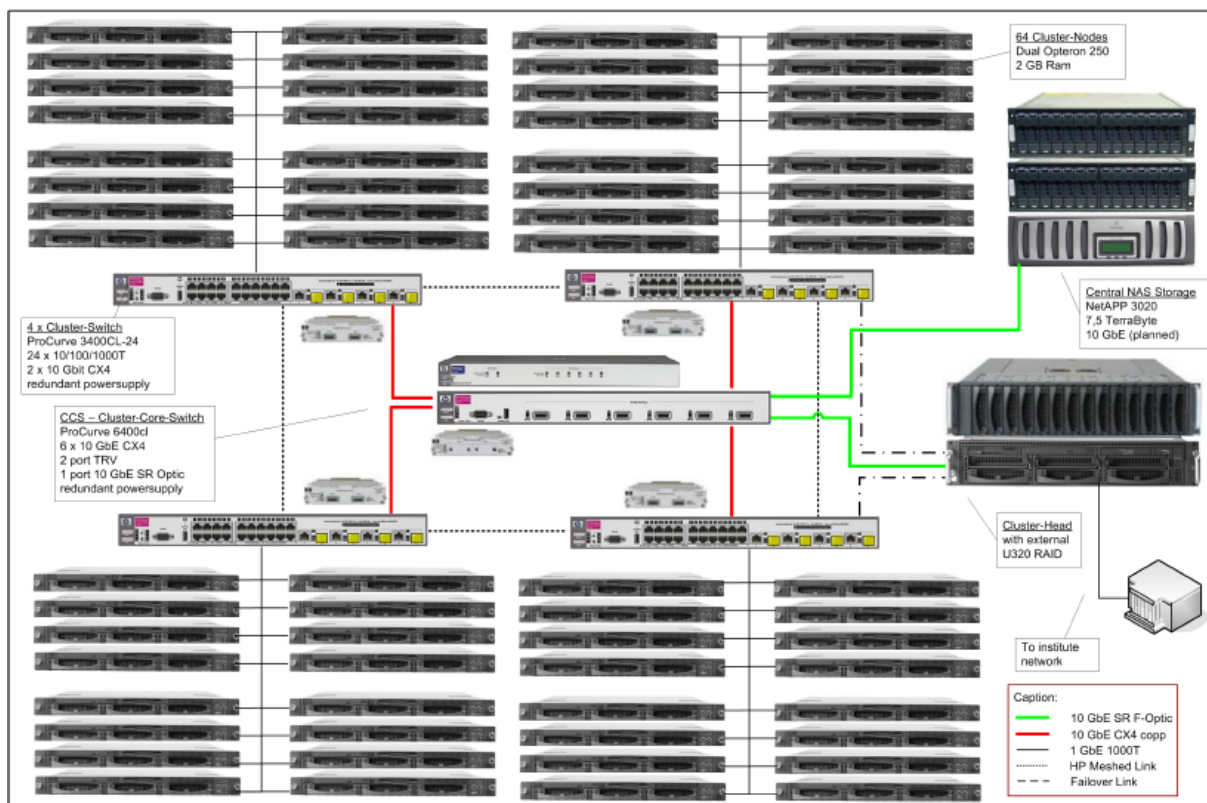 64 Cluster-Nodes
Dual Opteron 250
2 GB Ram
4 x Cluster-Switch
ProCurve 3400CL-24
24 x 10/100/1000T
2 x 10 Gbit CX4
redundant powersupply
Central NAS Storage
NetAPP 3020
7,5 TerraByte
10 GbE (planned)
CCS – Cluster-Core-Switch
ProCurve 6400cl
6 x 10 GbE CX4
2 port TRV
1 port 10 GbE SR Optic
redundant powersupply
Cluster-Head
with external
U320 RAID
To institute
network
Caption:
10 GbE SR F-Optic
10 GbE CX4 copp
1 GbE 1000T
HP Meshed Link
Failover Link